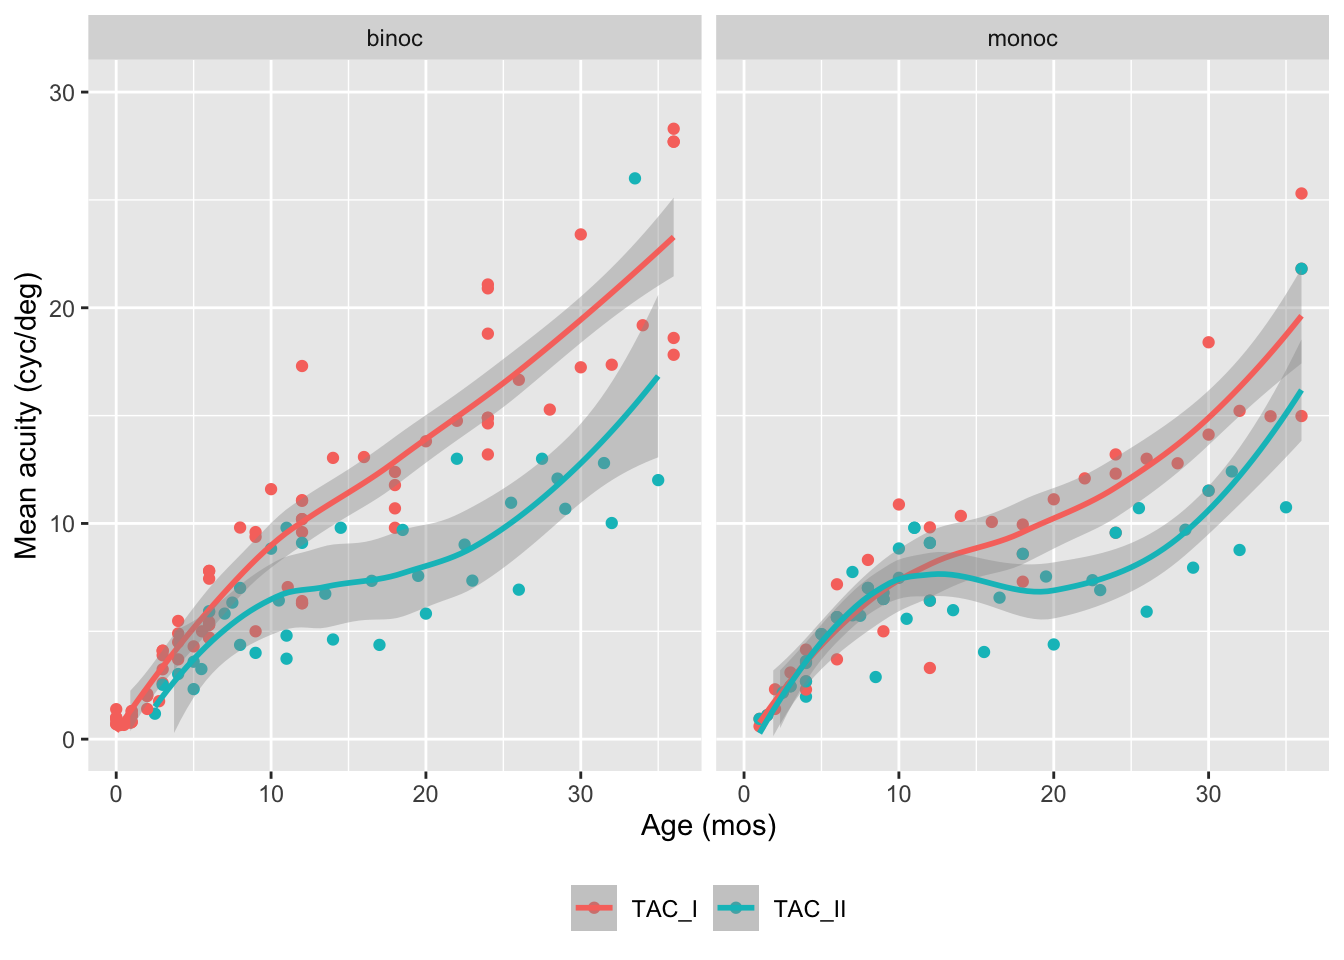 binoc monoc
Mean acuity (cyc/deg)
30
20
10
0
0 10 20 30 0 10 20 30
Age (mos)
TAC_I TAC_II